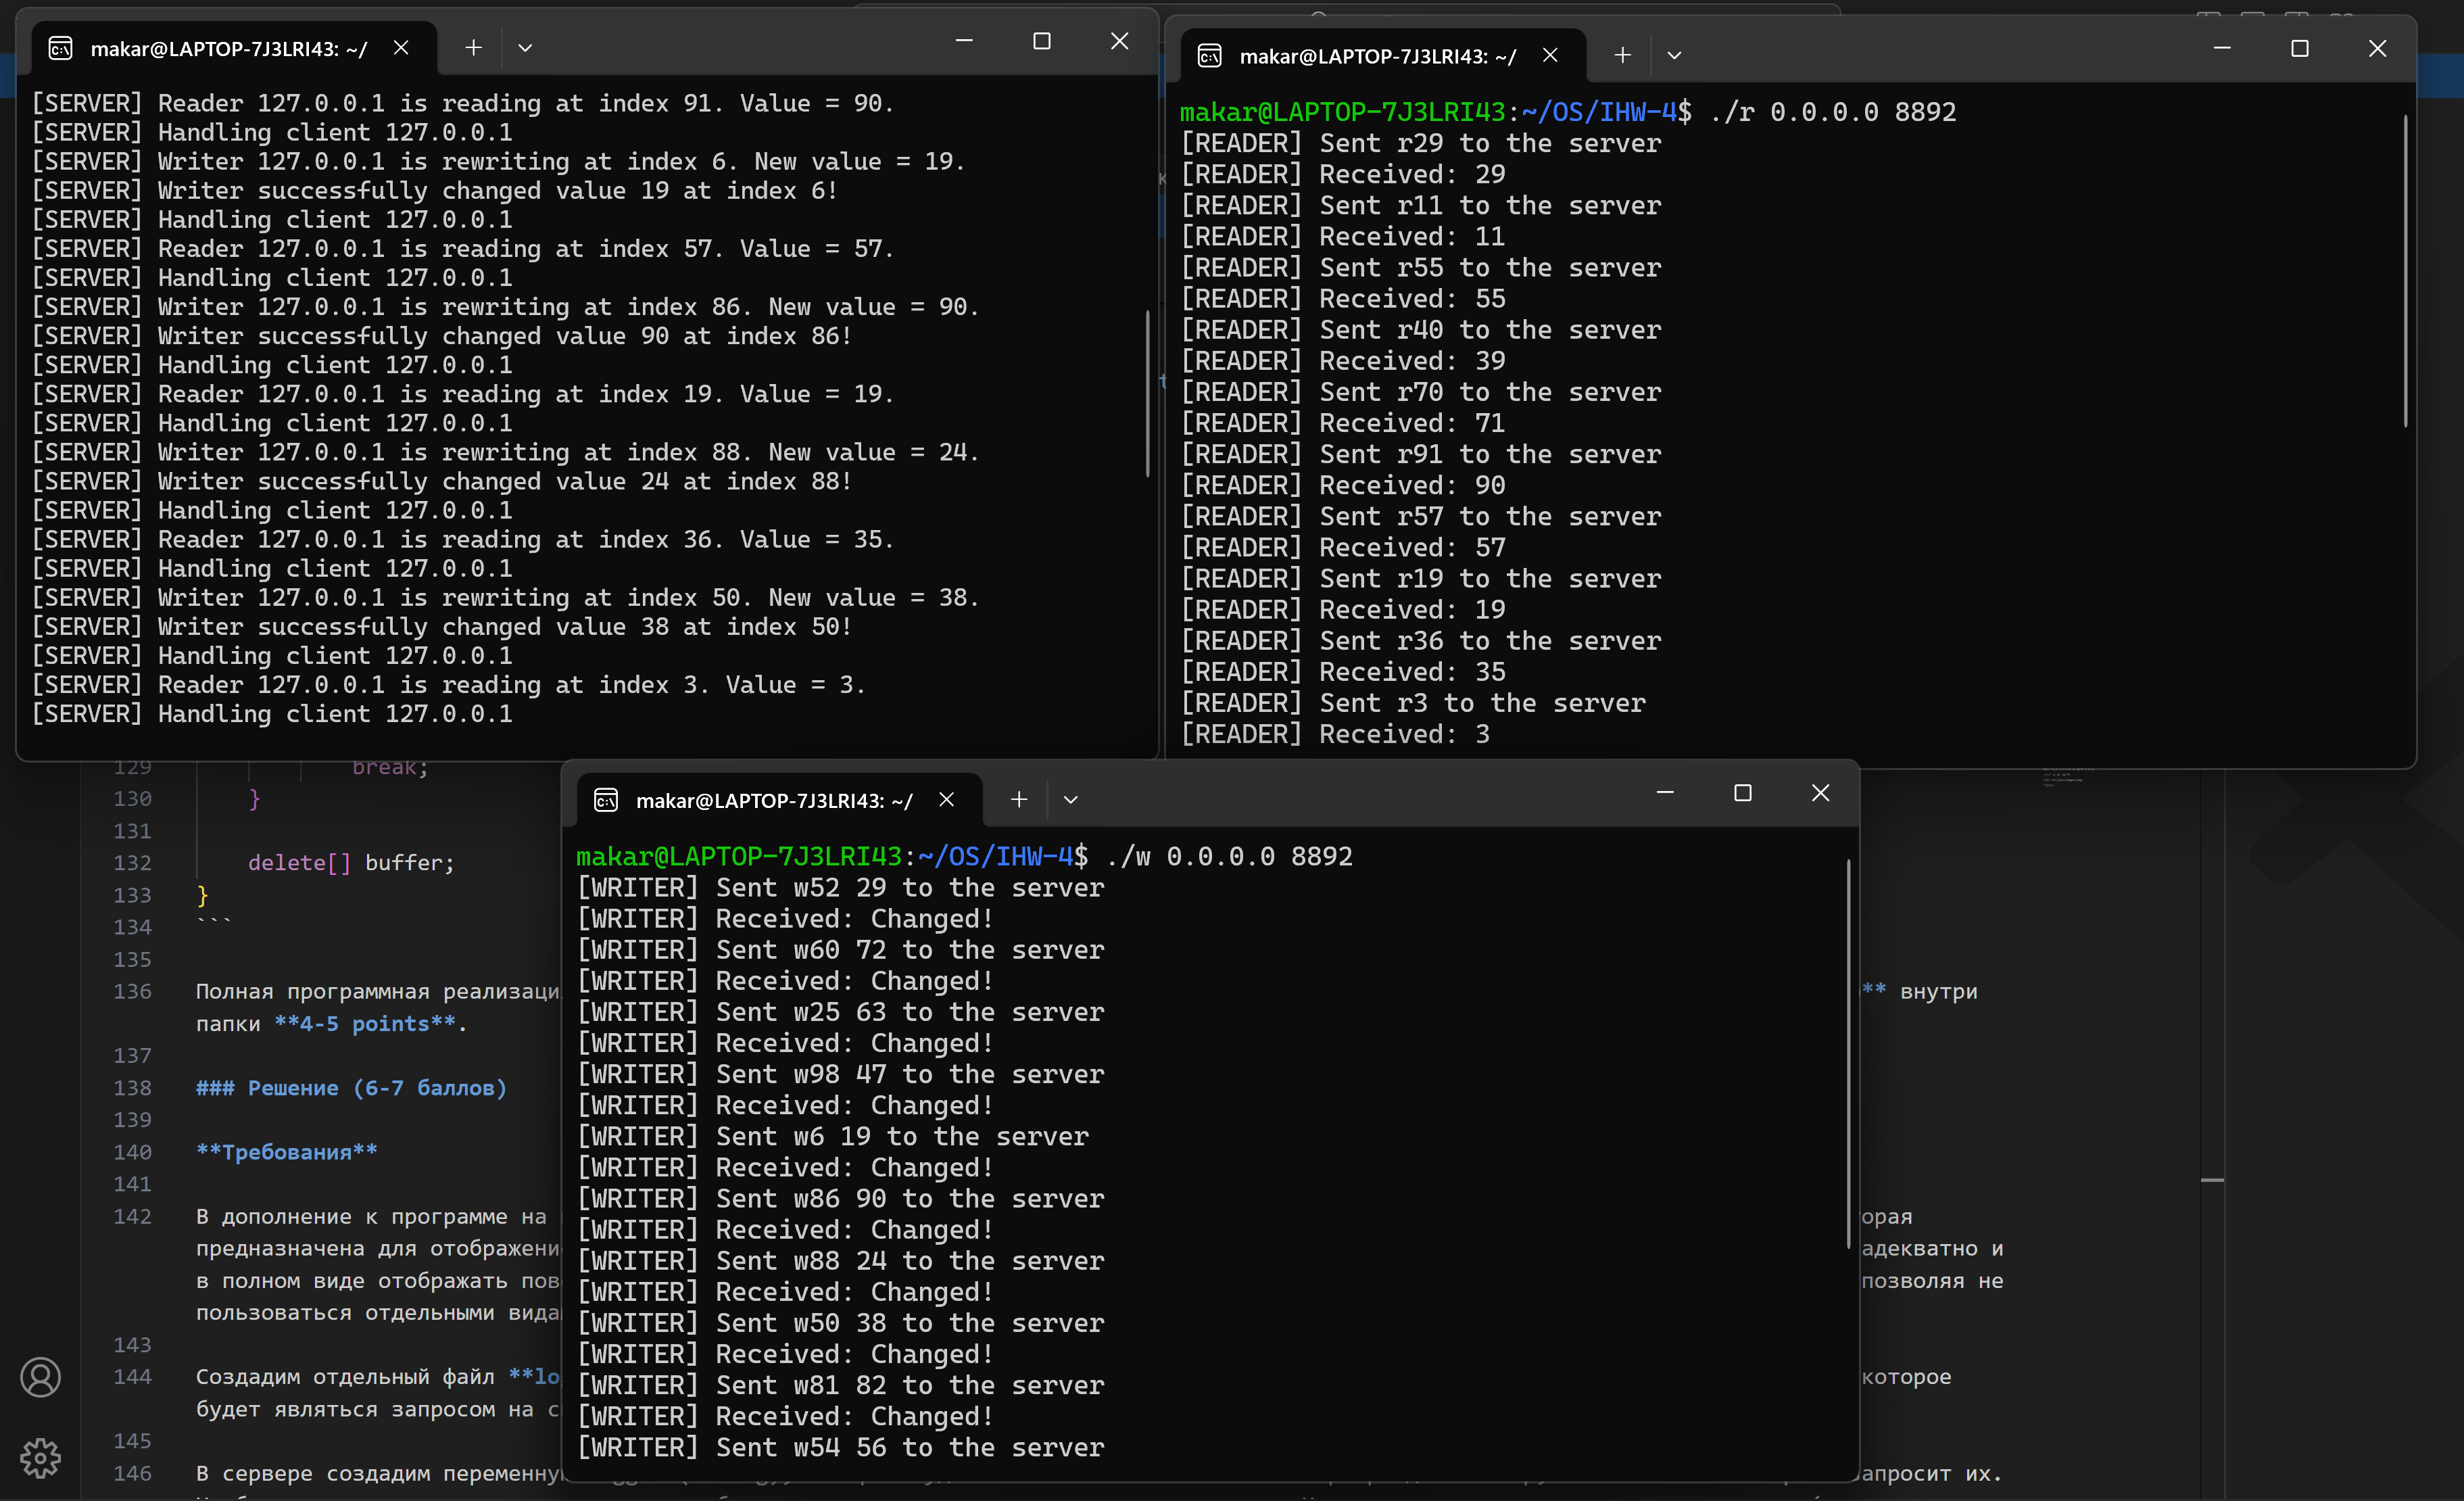 makar@LAPTOP-7J3LRI43: ~/
[SERVER] Reader 127.0.0.1 is reading at index 91. Value = 90.
[SERVER] Handling client 127.0.0.1
[SERVER] Writer 127.0.0.1 is rewriting at index 6. New value = 19.
[SERVER] Writer successfully changed value 19 at index 6!
[SERVER] Handling client 127.0.0.1
[SERVER] Reader 127.0.0.1 is reading at index 57. Value = 57.
[SERVER] Handling client 127.0.0.1
[SERVER] Writer 127.0.0.1 is rewriting at index 86. New value = 90.
[SERVER] Writer successfully changed value 90 at index 86!
[SERVER] Handling client 127.0.0.1
[SERVER] Reader 127.0.0.1 is reading at index 19. Value = 19.
[SERVER] Handling client 127.0.0.1
[SERVER] Writer 127.0.0.1 is rewriting at index 88. New value = 24.
[SERVER] Writer successfully changed value 24 at index 88!
[SERVER] Handling client 127.0.0.1
[SERVER] Reader 127.0.0.1 is reading at index 36. Value = 35.
[SERVER] Handling client 127.0.0.1
[SERVER] Writer 127.0.0.1 is rewriting at index 50. New value = 38.
[SERVER] Writer successfully changed value 38 at index 50!
[SERVER] Handling client 127.0.0.1
[SERVER] Reader 127.0.0.1 is reading at index 3. Value = 3.
[SERVER] Handling client 127.0.0.1
makar@LAPTOP-7J3LRI43: ~/
makar@LAPTOP-7J3LRI43:~/OS/IHW-4$ ./r 0.0.0.0 8892
[READER] Sent r29 to the server
[READER] Received: 29
[READER] Sent r11 to the server
[READER] Received: 11
[READER] Sent r55 to the server
[READER] Received: 55
[READER] Sent r40 to the server
[READER] Received: 39
[READER] Sent r70 to the server
[READER] Received: 71
[READER] Sent r91 to the server
[READER] Received: 90
[READER] Sent r57 to the server
[READER] Received: 57
[READER] Sent r19 to the server
[READER] Received: 19
[READER] Sent r36 to the server
[READER] Received: 35
[READER] Sent r3 to the server
[READER] Received: 3
makar@LAPTOP-7J3LRI43: ~/
makar@LAPTOP-7J3LRI43:~/OS/IHW-4$ ./w 0.0.0.0 8892
[WRITER] Sent w52 29 to the server
[WRITER] Received: Changed!
[WRITER] Sent w60 72 to the server
[WRITER] Received: Changed!
[WRITER] Sent w25 63 to the server
[WRITER] Received: Changed!
[WRITER] Sent w98 47 to the server
[WRITER] Received: Changed!
[WRITER] Sent w6 19 to the server
[WRITER] Received: Changed!
[WRITER] Sent w86 90 to the server
[WRITER] Received: Changed!
[WRITER] Sent w88 24 to the server
[WRITER] Received: Changed!
[WRITER] Sent w50 38 to the server
[WRITER] Received: Changed!
[WRITER] Sent w81 82 to the server
[WRITER] Received: Changed!
[WRITER] Sent w54 56 to the server
129 break;
130 }
131
132 delete[] buffer;
133 }
134 ```
135
136 Полная программная ** внутри
папки **4-5 points**.
137
138 ### Решение (6-7 баллов)
139
140 **Требования**
141
142 В дополнение к программе на
предназначена для адекватно и
в полном виде отображать позволяя не
пользоваться отдельными
143
144 Создадим отдельный файл которое
будет являться запросом на
145
146 В сервере создадим запросит их.